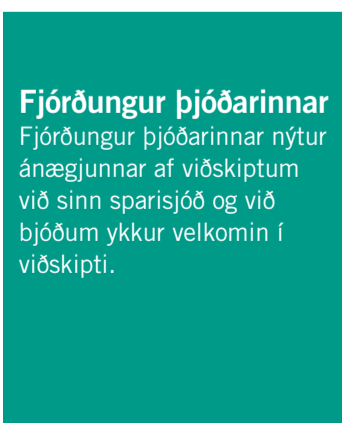 Fjórðungur þjóðarinnar
Fjórðungur þjóðarinnar nýtur
ánægjunnar af viðskiptum
við sinn sparisjóð og við
bjóðum ykkur velkomin í
viðskipti.